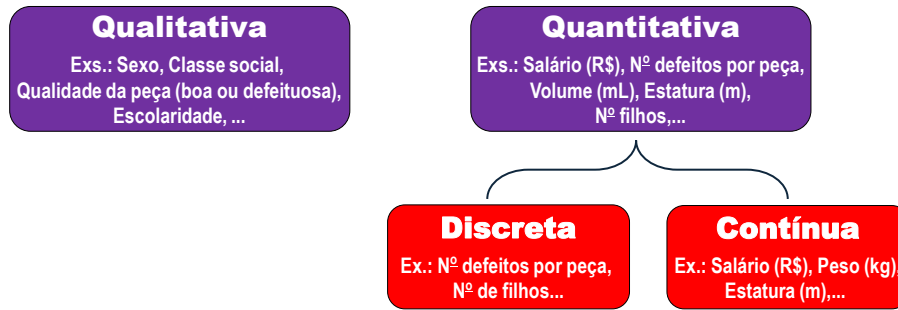 Qualitativa
Exs.: Sexo, Classe social,
Qualidade da peça (boa ou defeituosa),
Escolaridade, ...
Quantitativa
Exs.: Salário (R$), Nº defeitos por peça,
Volume (mL), Estatura (m),
Nº filhos,...
Discreta
Ex.: Nº defeitos por peça,
Nº de filhos...
Contínua
Ex.: Salário (R$), Peso (kg),
Estatura (m),...